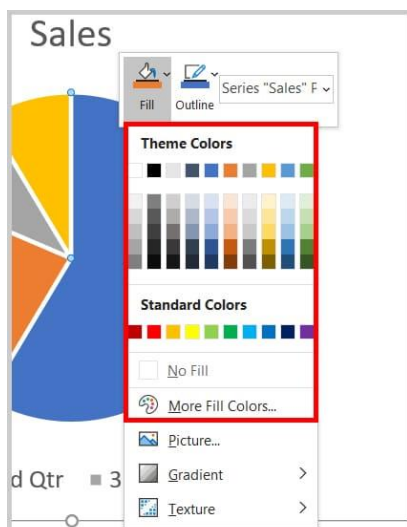 Sales
Series "Sales" F
Fill
Outline
Theme Colors
Standard Colors
No Fill
More Fill Colors...
Picture...
Gradient
Texture
d Qtr
3